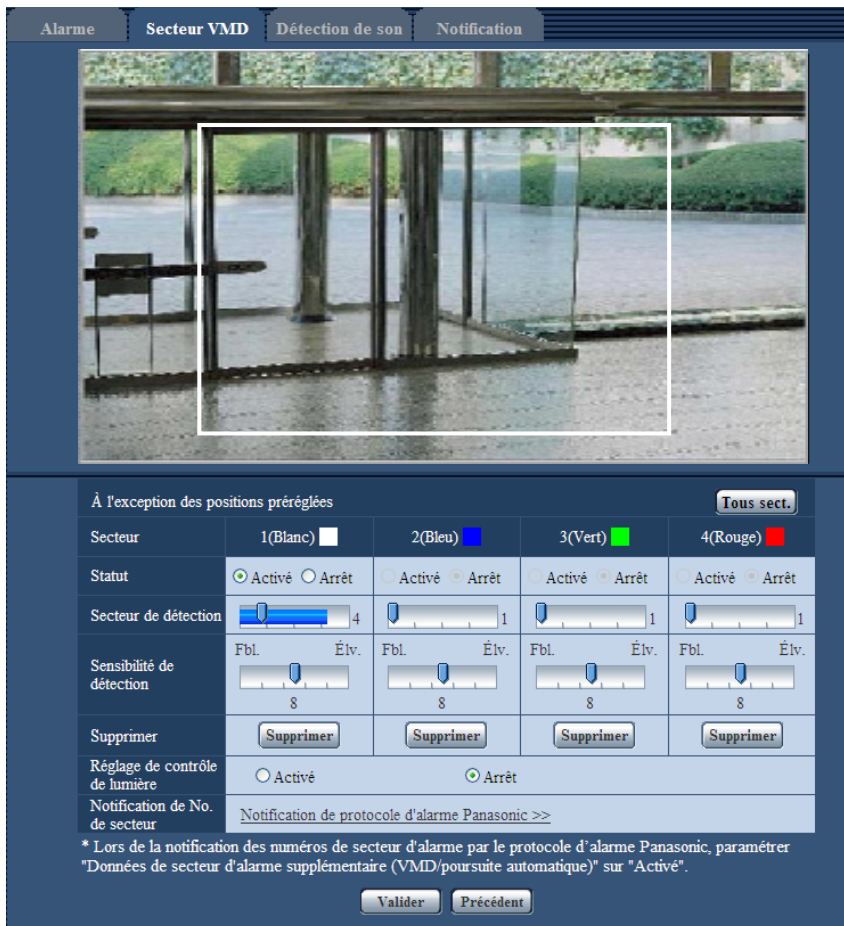 Alarme Secteur VMD Détection de son Notification
À l'exception des positions préréglées Tous sect.
Secteur 1(Blanc) 2(Bleu) 3(Vert) 4(Rouge)
Statut Activé Arrêt Activé Arrêt Activé Arrêt Activé Arrêt
Secteur de détection 4 1 1 1
Fbl. Élv. Fbl. Élv. Fbl. Élv. Fbl. Élv.
Sensibilité de
détection
8 8 8 8
Supprimer Supprimer Supprimer Supprimer Supprimer
Réglage de contrôle
de lumière Activé Arrêt
Notification de No.
de secteur Notification de protocole d'alarme Panasonic >>
* Lors de la notification des numéros de secteur d'alarme par le protocole d’alarme Panasonic, paramétrer
"Données de secteur d'alarme supplémentaire (VMD/poursuite automatique)" sur "Activé".
Valider Précédent